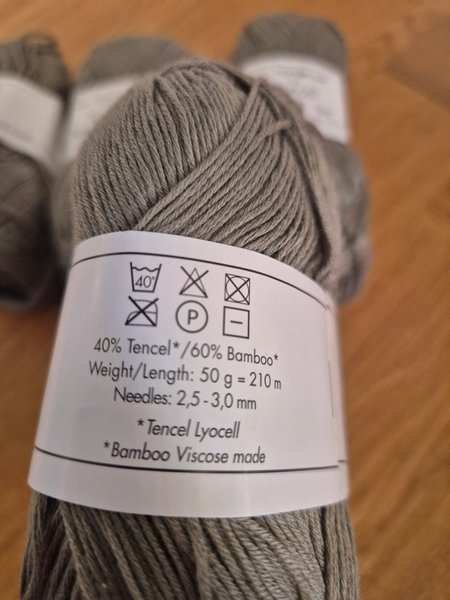 40°
P
40% Tencel*/60% Bamboo*
Weight/Length: 50 g = 210 m
Needles: 2,5 - 3,0 mm
*Tencel Lyocell
*Bamboo Viscose made